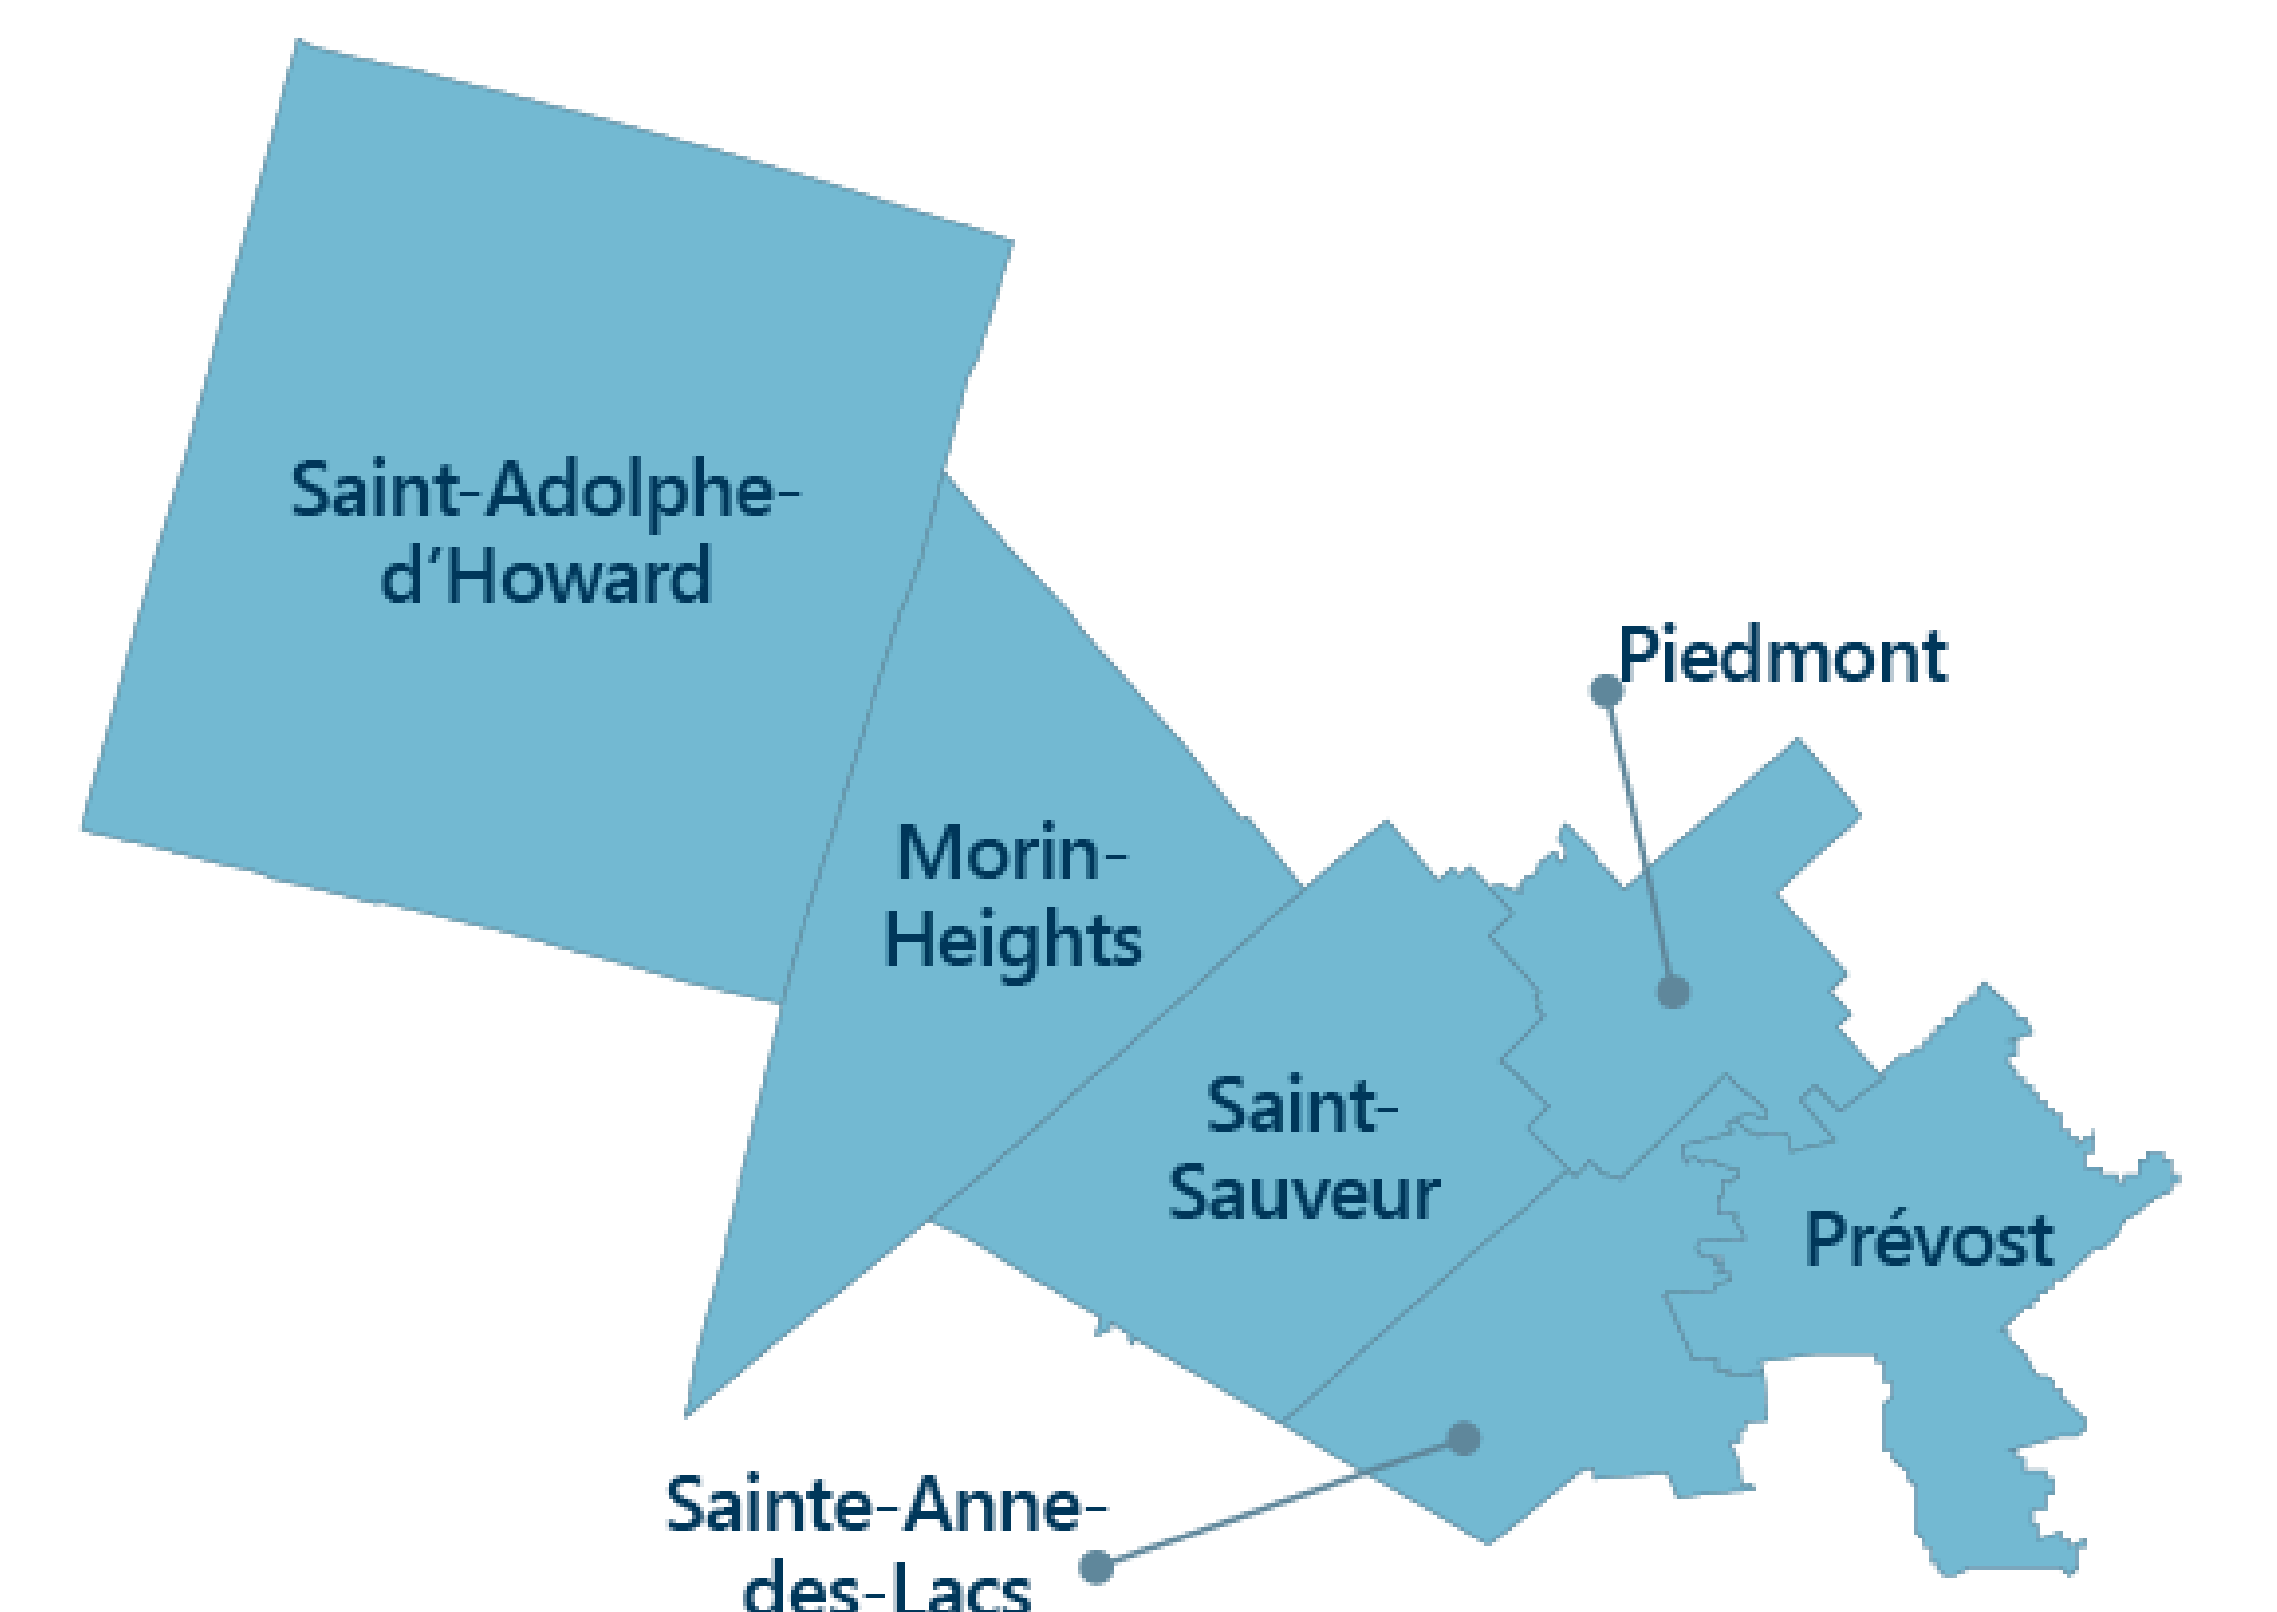 Saint-Adolphe-
d’Howard
Piedmont
Morin-
Heights
Saint-
Sauveur
Prévost
Sainte-Anne-
des-Lacs